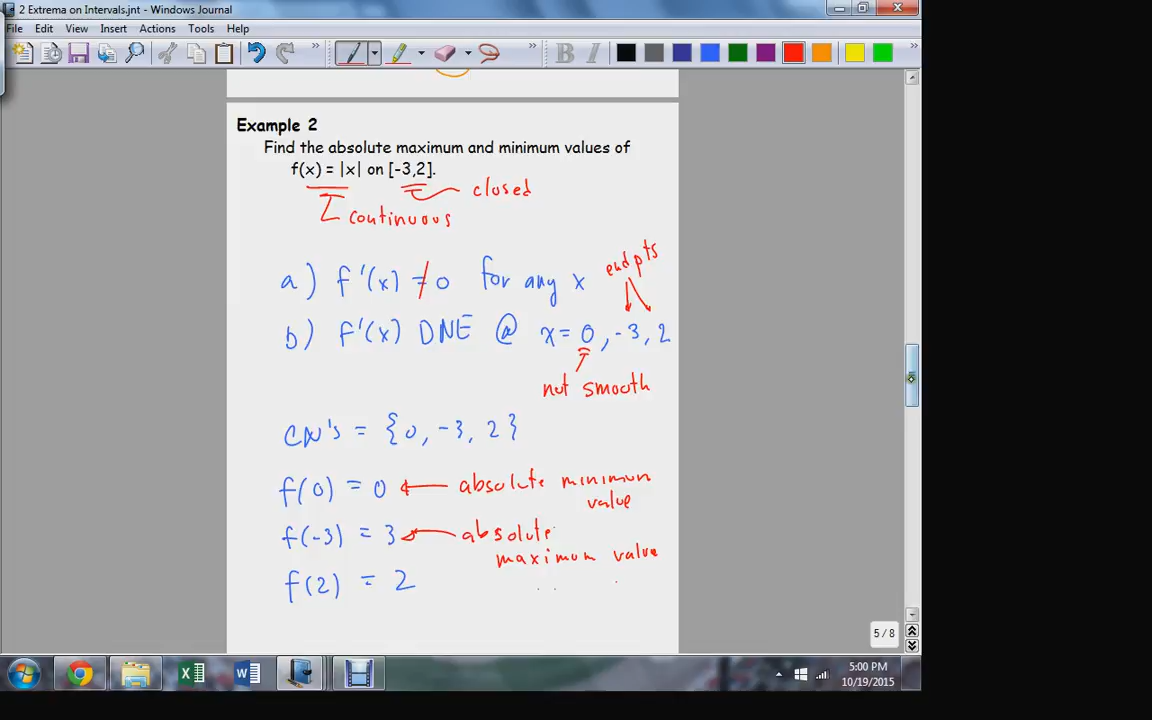 2 Extrema on Intervals.jnt - Windows Journal
File Edit View Insert Actions Tools Help
Example 2
Find the absolute maximum and minimum values of
f(x) = |x| on [-3,2].
closed
continuous
end pts
a) f'(x) ≠ 0 for any x
b) f'(x) DNE @ x = 0, -3, 2
not smooth
CN's = {0, -3, 2}
f(0) = 0 ← absolute minimum
value
f(-3) = 3 ← absolute
maximum value
f(2) = 2
5 / 8
5:00 PM
10/19/2015